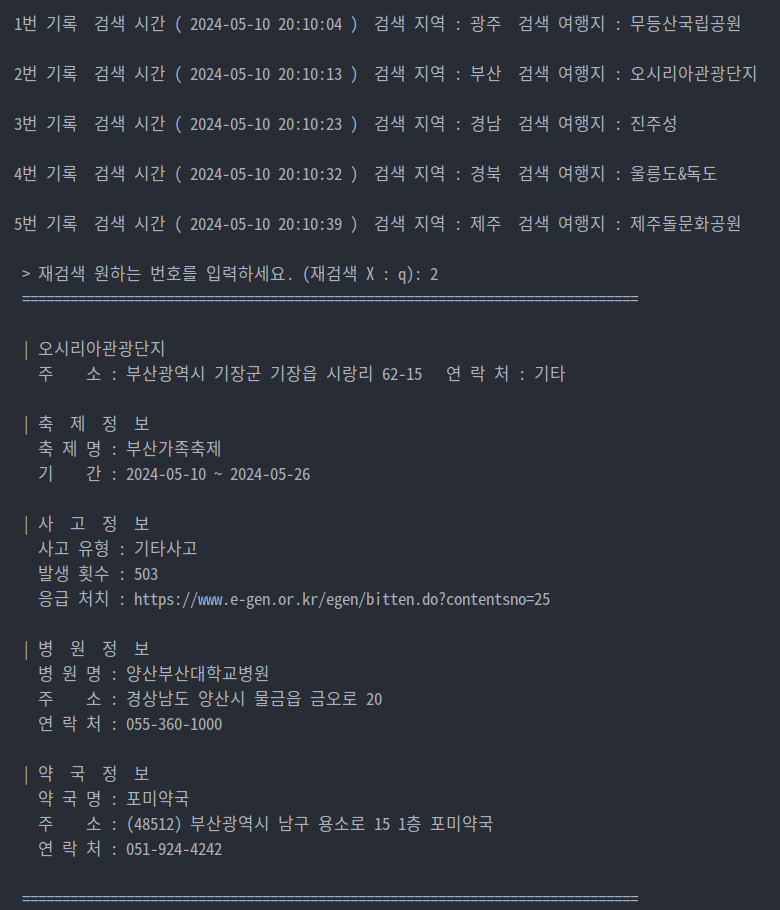 1번 기록  검색 시간 ( 2024-05-10 20:10:04 )  검색 지역 : 광주  검색 여행지 : 무등산국립공원
2번 기록  검색 시간 ( 2024-05-10 20:10:13 )  검색 지역 : 부산  검색 여행지 : 오시리아관광단지
3번 기록  검색 시간 ( 2024-05-10 20:10:23 )  검색 지역 : 경남  검색 여행지 : 진주성
4번 기록  검색 시간 ( 2024-05-10 20:10:32 )  검색 지역 : 경북  검색 여행지 : 울릉도&독도
5번 기록  검색 시간 ( 2024-05-10 20:10:39 )  검색 지역 : 제주  검색 여행지 : 제주돌문화공원
> 재검색 원하는 번호를 입력하세요. (재검색 X : q): 2
=============================================================================
| 오시리아관광단지
주    소 : 부산광역시 기장군 기장읍 시랑리 62-15   연 락 처 : 기타
| 축  제  정  보
축 제 명 : 부산가족축제
기    간 : 2024-05-10 ~ 2024-05-26
| 사  고  정  보
사고 유형 : 기타사고
발생 횟수 : 503
응급 처치 : https://www.e-gen.or.kr/egen/bitten.do?contentsno=25
| 병  원  정  보
병 원 명 : 양산부산대학교병원
주    소 : 경상남도 양산시 물금읍 금오로 20
연 락 처 : 055-360-1000
| 약  국  정  보
약 국 명 : 포미약국
주    소 : (48512) 부산광역시 남구 용소로 15 1층 포미약국
연 락 처 : 051-924-4242
=============================================================================